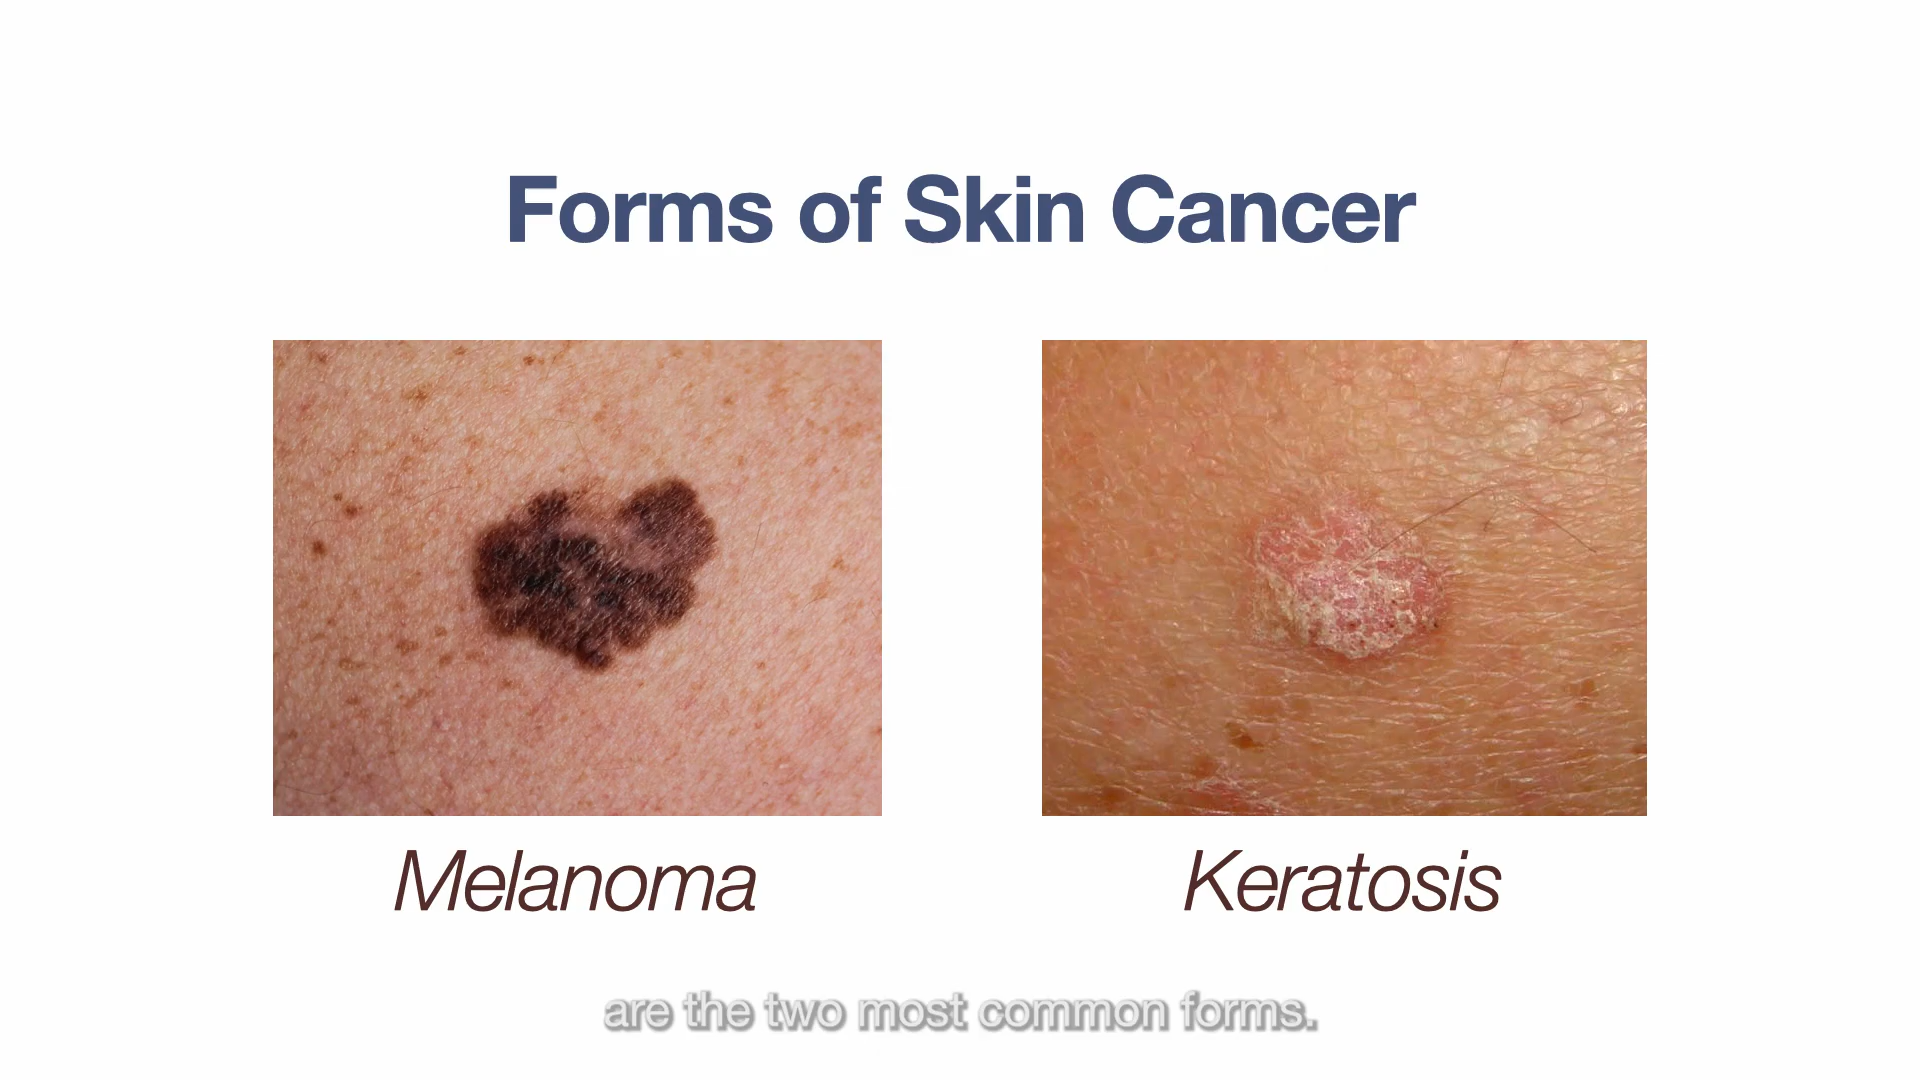 Forms of Skin Cancer
Melanoma
Keratosis
are the two most common forms.